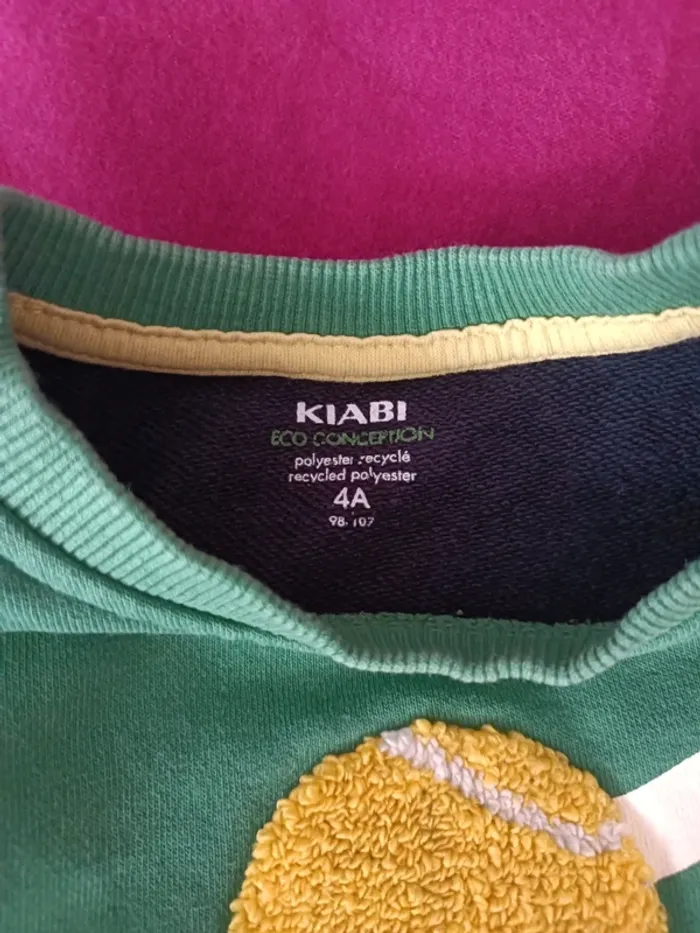 KIABI
ECO CONCEPTION
polyester recyclé
recycled polyester
4A
98-107